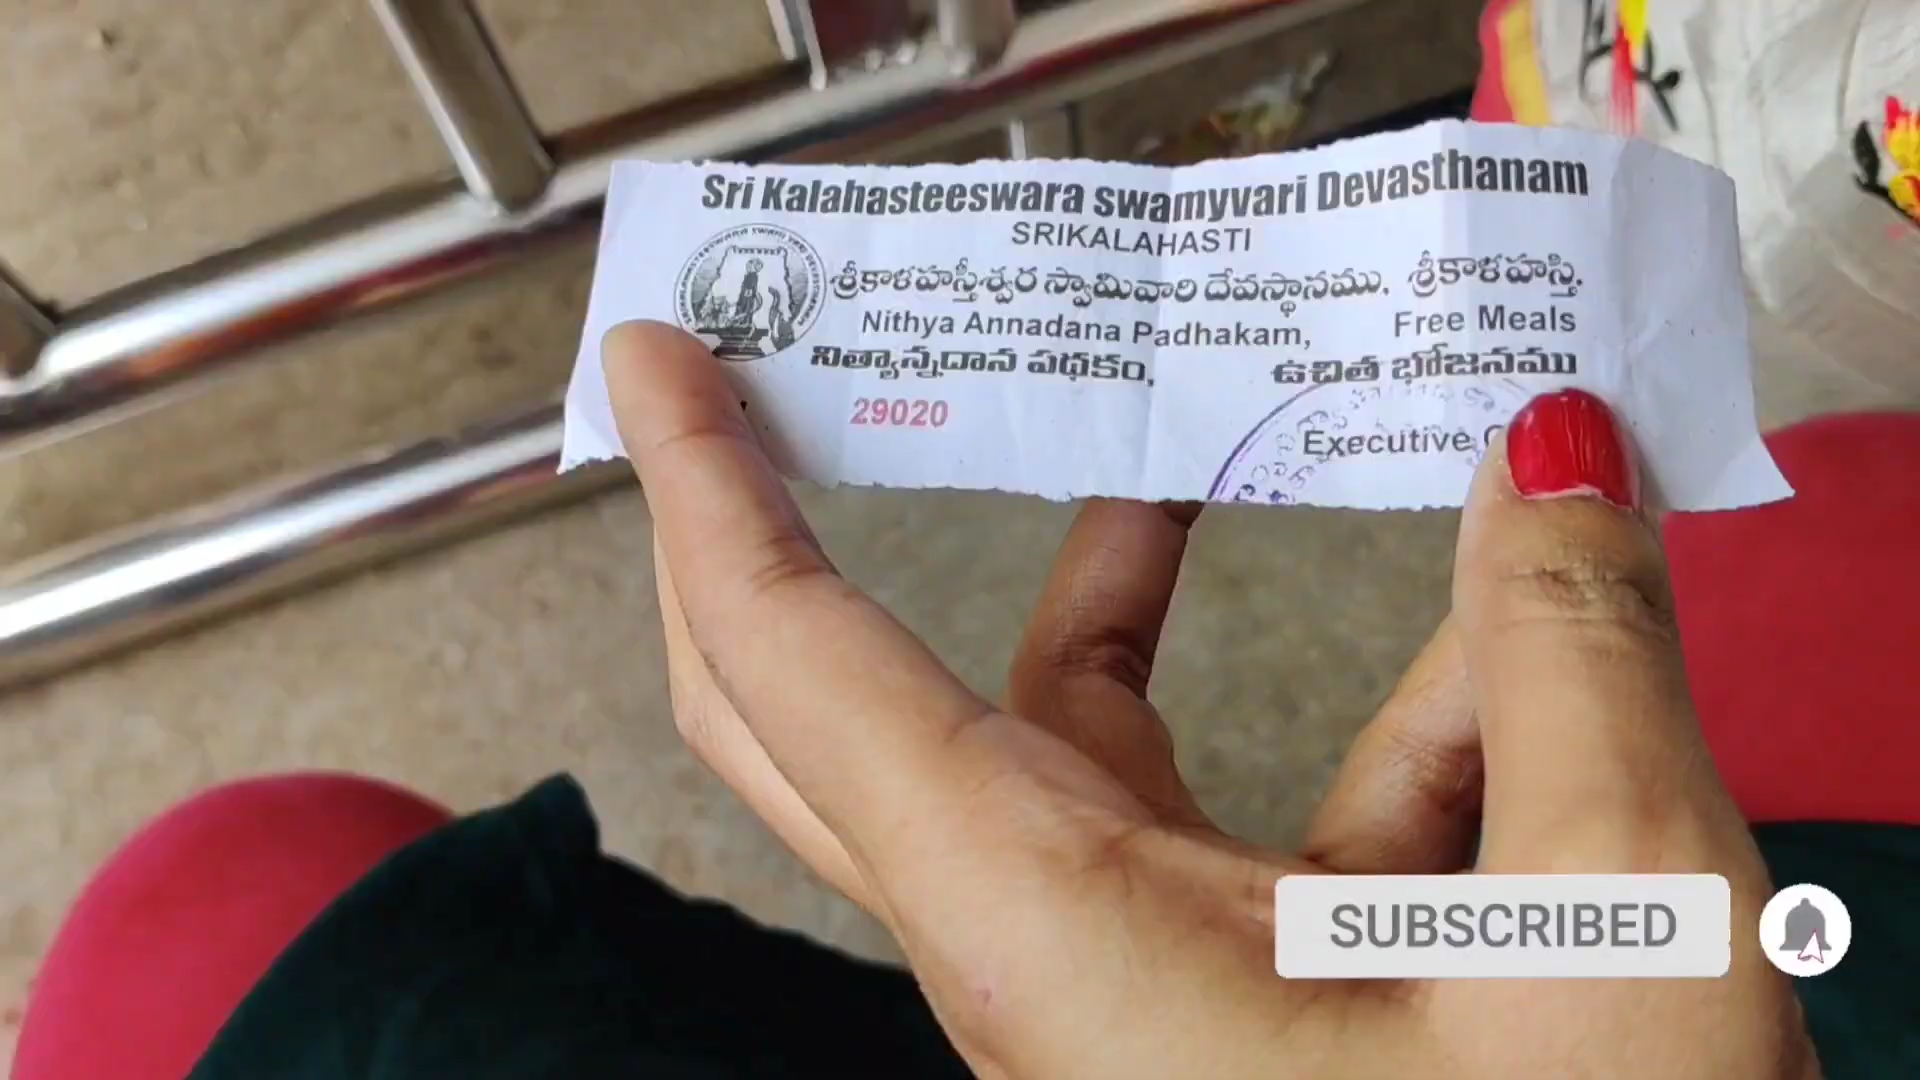 Sri Kalahasteeswara swamyvari Devasthanam
SRIKALAHASTI
శ్రీకాళహస్తీశ్వర స్వామివారి దేవస్థానము. శ్రీకాళహస్తి.
Nithya Annadana Padhakam, Free Meals
నిత్యాన్నదాన పథకం, ఉచిత భోజనము
29020
Executive
SUBSCRIBED